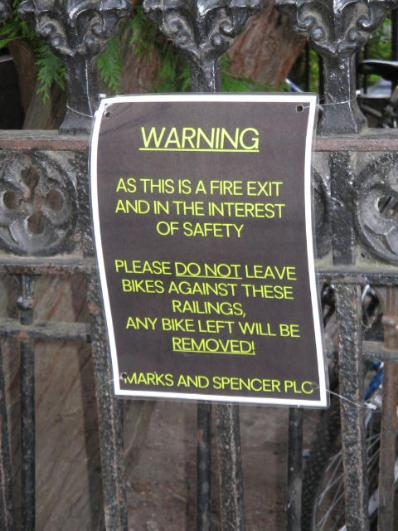 WARNING
AS THIS IS A FIRE EXIT
AND IN THE INTEREST
OF SAFETY
PLEASE DO NOT LEAVE
BIKES AGAINST THESE
RAILINGS,
ANY BIKE LEFT WILL BE
REMOVED!
MARKS AND SPENCER PLC